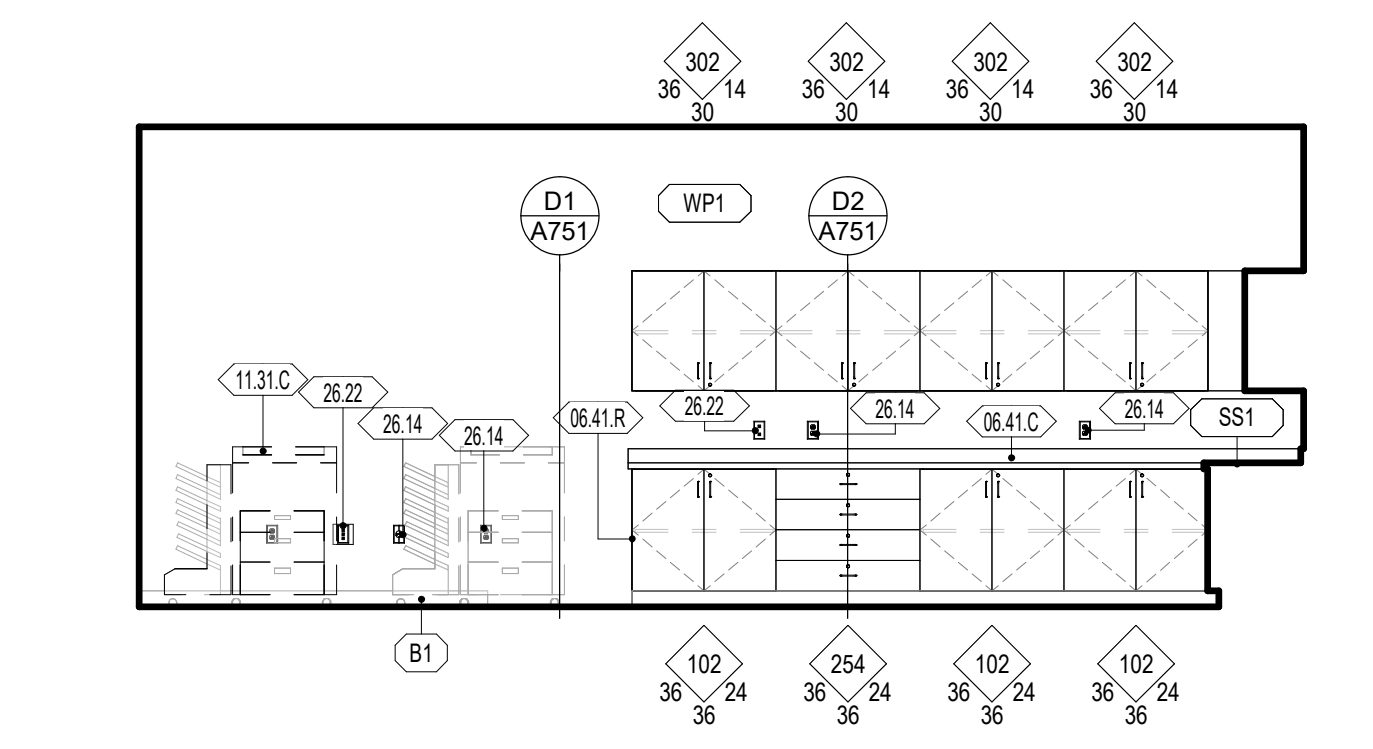 302 302 302 302
36 14 36 14 36 14 36 14
30 30 30 30
D1 WP1 D2
A751 A751
11.31.C
26.22
26.14
26.14
06.41.R
26.22
26.14
06.41.C
26.14
SS1
B1
102 254 102 102
36 24 36 24 36 24 36 24
36 36 36 36